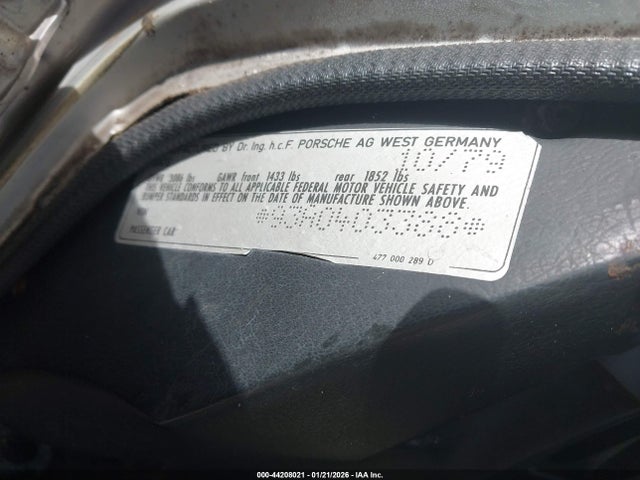 BY Dr. Ing. h.c.F. PORSCHE AG WEST GERMANY
10/79
3086 lbs GAWR front 1433 lbs rear 1852 lbs
THIS VEHICLE CONFORMS TO ALL APPLICABLE FEDERAL MOTOR VEHICLE SAFETY AND
BUMPER STANDARDS IN EFFECT ON THE DATE OF MANUFACTURE SHOWN ABOVE.
PASSENGER CAR
477 000 289 D
000-44208021 - 01/21/2026 - IAA Inc.